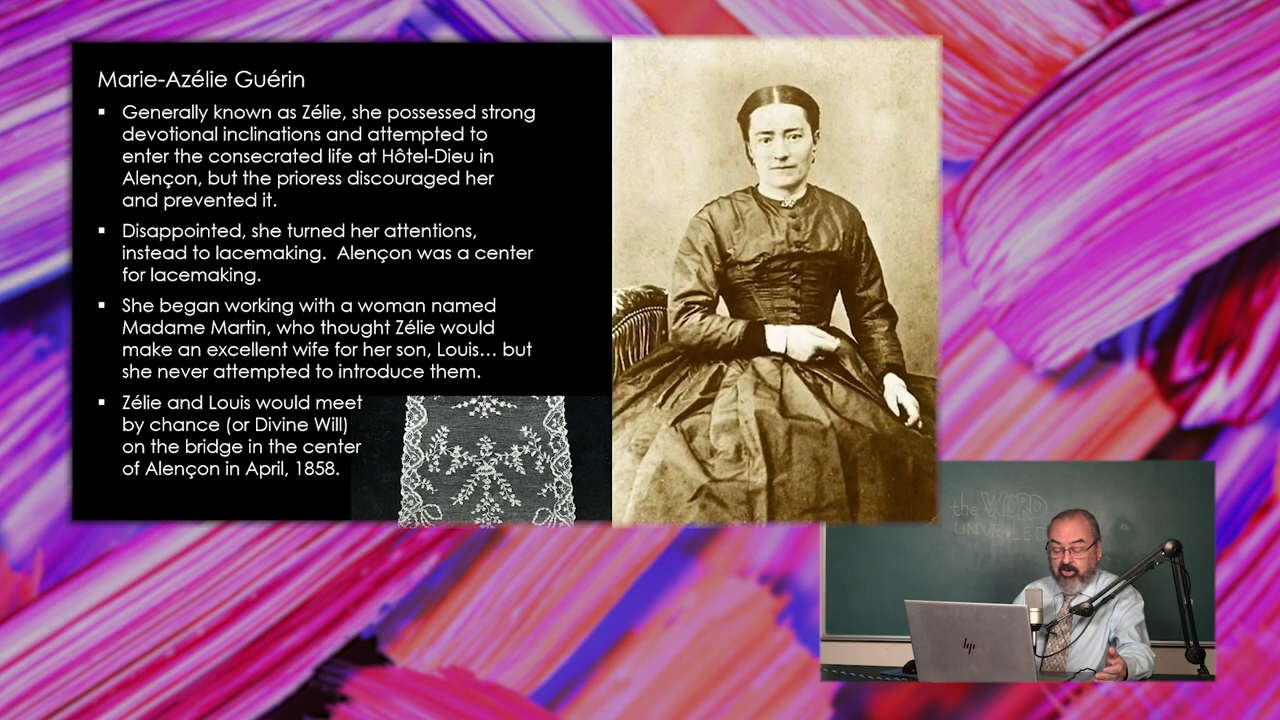 Marie-Azélie Guérin
▪ Generally known as Zélie, she possessed strong
devotional inclinations and attempted to
enter the consecrated life at Hôtel-Dieu in
Alençon, but the prioress discouraged her
and prevented it.
▪ Disappointed, she turned her attentions,
instead to lacemaking.  Alençon was a center
for lacemaking.
▪ She began working with a woman named
Madame Martin, who thought Zélie would
make an excellent wife for her son, Louis… but
she never attempted to introduce them.
▪ Zélie and Louis would meet
by chance (or Divine Will)
on the bridge in the center
of Alençon in April, 1858.
the WORD
hp